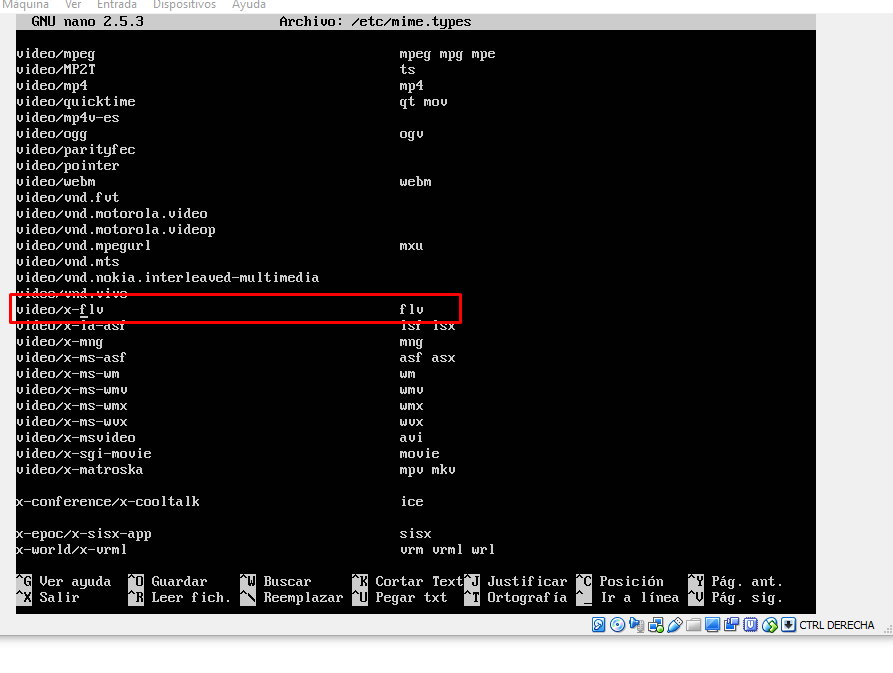 Máquina Ver Entrada Dispositivos Ayuda
GNU nano 2.5.3 Archivo: /etc/mime.types
video/mpeg mpeg mpg mpe
video/MP2T ts
video/mp4 mp4
video/quicktime qt mov
video/mp4v-es
video/ogg ogv
video/parityfec
video/pointer
video/webm webm
video/vnd.fvt
video/vnd.motorola.video
video/vnd.motorola.videop
video/vnd.mpegurl mxu
video/vnd.mts
video/vnd.nokia.interleaved-multimedia
video/vnd.vivo
video/x-flv flv
video/x-la-asf lsf lsx
video/x-mng mng
video/x-ms-asf asf asx
video/x-ms-wm wm
video/x-ms-wmv wmv
video/x-ms-wmx wmx
video/x-ms-wvx wvx
video/x-msvideo avi
video/x-sgi-movie movie
video/x-matroska mpv mkv
x-conference/x-cooltalk ice
x-epoc/x-sisx-app sisx
x-world/x-vrml vrm vrml wrl
^G Ver ayuda ^O Guardar ^W Buscar ^K Cortar Text ^J Justificar ^C Posición ^Y Pág. ant.
^X Salir ^R Leer fich. ^\ Reemplazar ^U Pegar txt ^T Ortografía ^_ Ir a línea ^V Pág. sig.
CTRL DERECHA